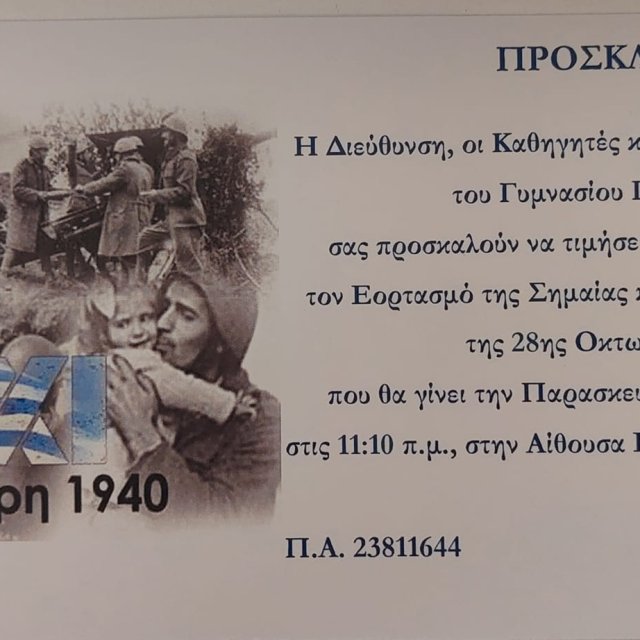 ΠΡΟΣΚΛ
Η Διεύθυνση, οι Καθηγητές κ
του Γυμνασίου
σας προσκαλούν να τιμήσε
τον Εορτασμό της Σημαίας κ
της 28ης Οκτω
που θα γίνει την Παρασκευ
στις 11:10 π.μ., στην Αίθουσα
ΧΙ
ρη 1940
Π.Α. 23811644